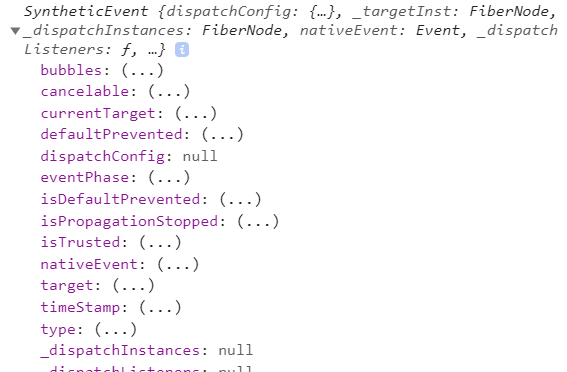 SyntheticEvent {dispatchConfig: {…}, _targetInst: FiberNode,
▼_dispatchInstances: FiberNode, nativeEvent: Event, _dispatch
Listeners: ƒ, …} i
bubbles: (...)
cancelable: (...)
currentTarget: (...)
defaultPrevented: (...)
dispatchConfig: null
eventPhase: (...)
isDefaultPrevented: (...)
isPropagationStopped: (...)
isTrusted: (...)
nativeEvent: (...)
target: (...)
timeStamp: (...)
type: (...)
_dispatchInstances: null
_dispatchListeners: null